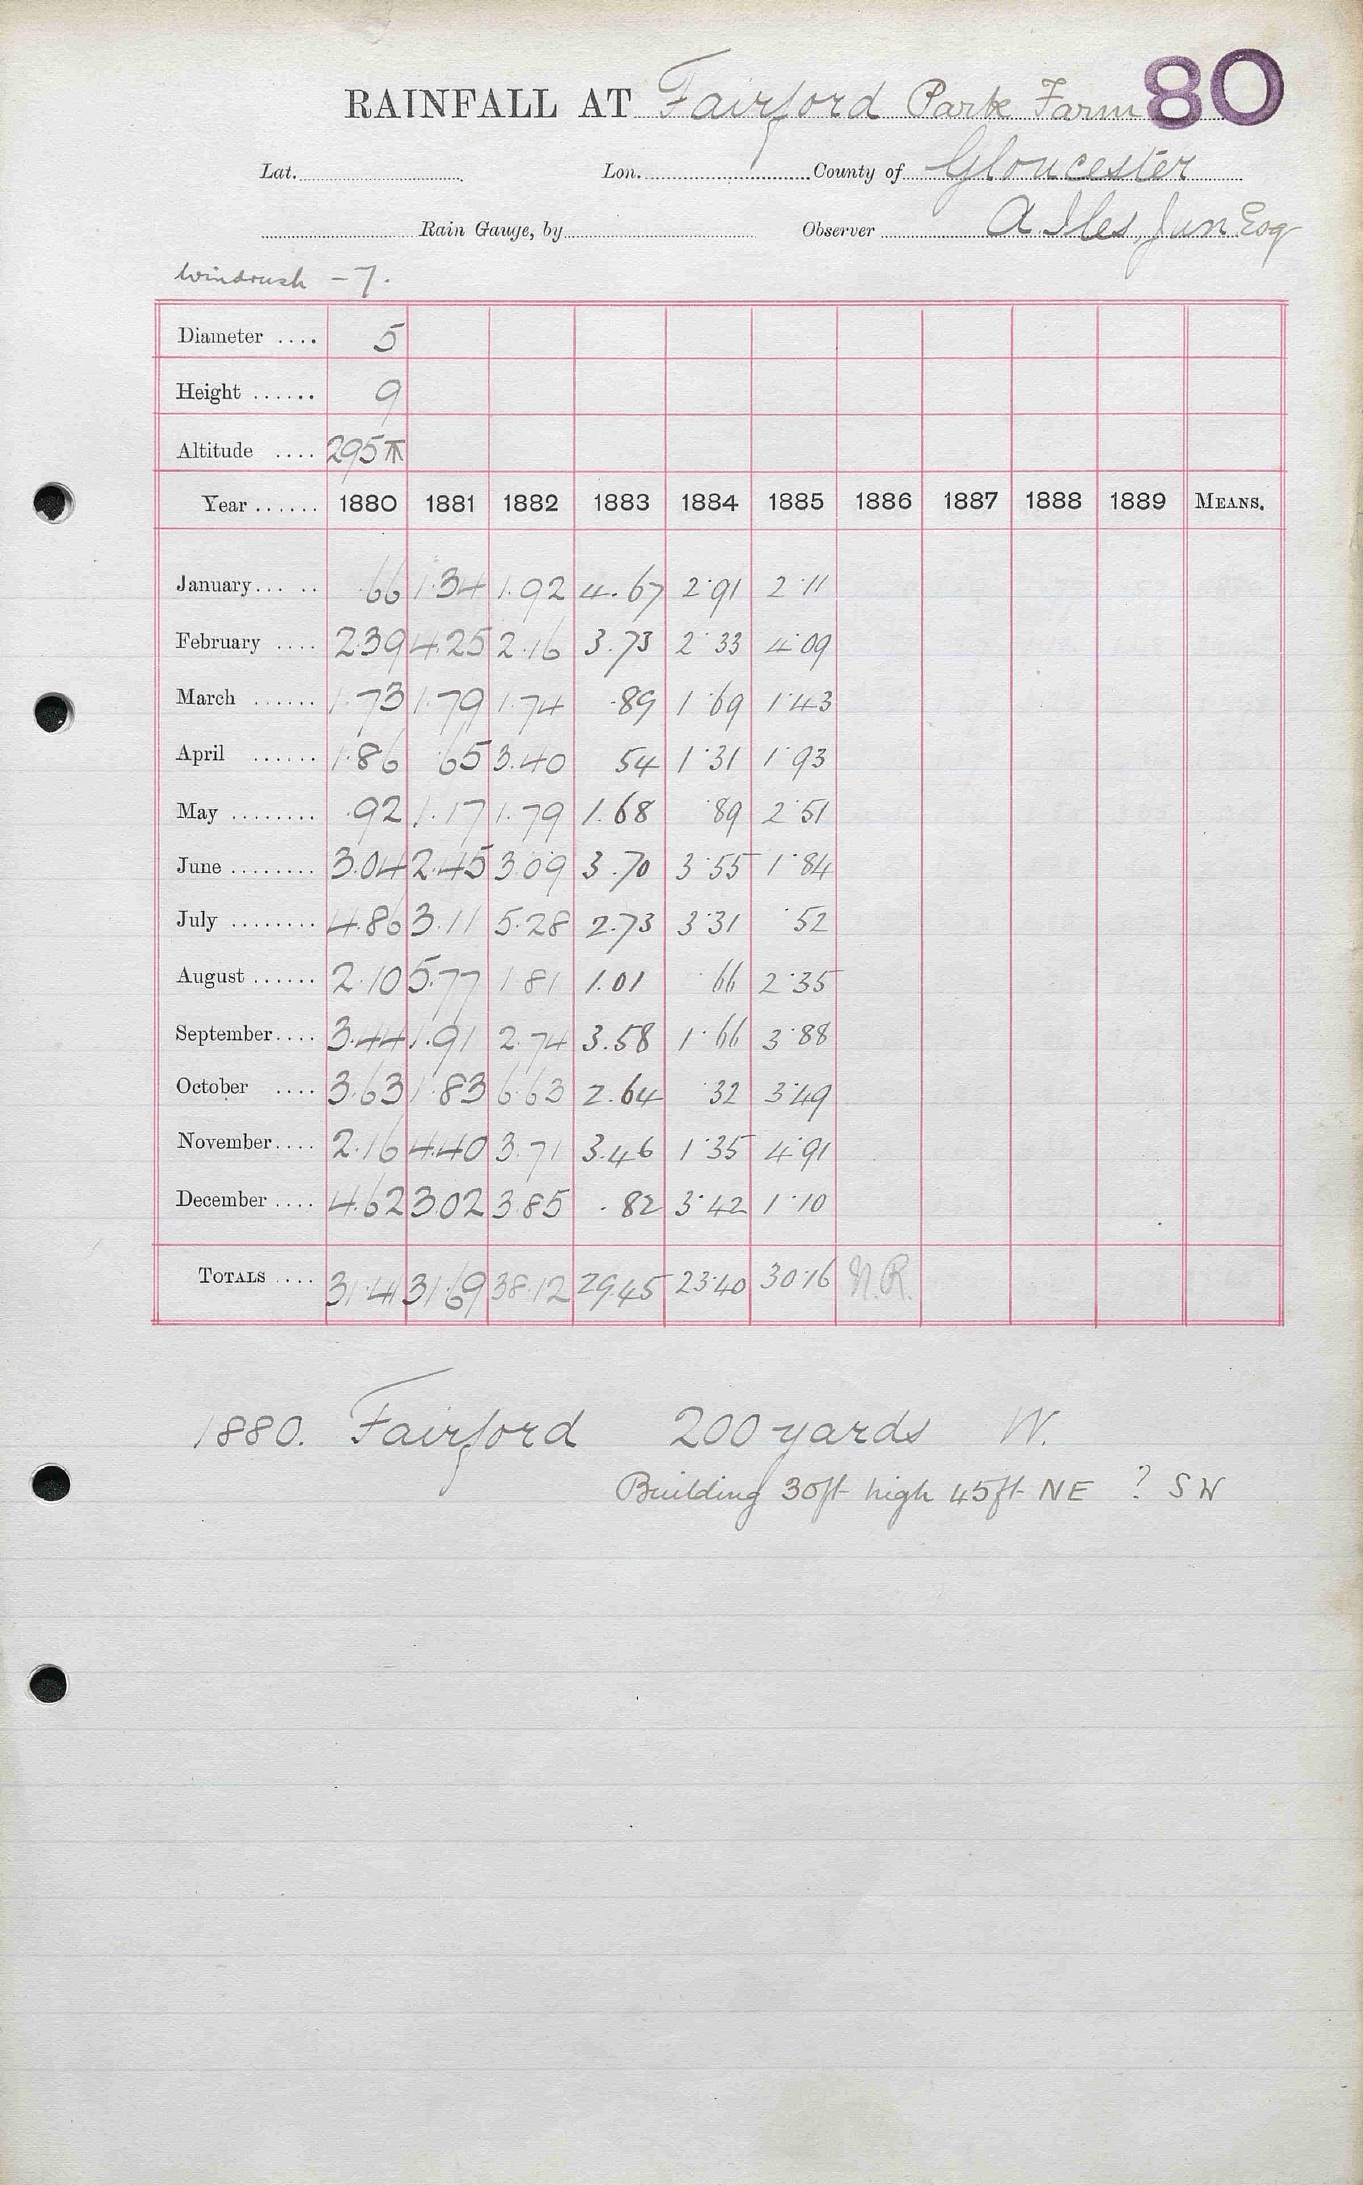 RAINFALL AT Fairford Park Farm 80
Lat. Lon. County of Gloucester
Rain Gauge, by Observer A. Iles, Jun Esq
Windrush - 7.
Diameter .... 5
Height ...... 9
Altitude .... 295
Year ...... 1880 1881 1882 1883 1884 1885 1886 1887 1888 1889 MEANS.
January... .. .66 1.34 1.92 4.67 2.91 2.11
February .... 2.39 4.25 2.16 3.73 2.33 4.09
March ...... 1.73 1.79 1.74 .89 1.69 1.43
April ...... 1.86 .65 3.40 54 1.31 1.93
May ........ .92 1.17 1.79 1.68 .89 2.51
June ........ 3.04 2.45 3.09 3.70 3.55 1.84
July ........ 4.86 3.11 5.28 2.73 3.31 .52
August ...... 2.10 5.77 1.81 1.01 .66 2.35
September.... 3.44 1.91 2.74 3.58 1.66 3.88
October .... 3.63 1.83 6.63 2.64 .32 3.49
November.... 2.16 4.40 3.71 3.46 1.35 4.91
December .... 4.62 3.02 3.85 .82 3.42 1.10
TOTALS .... 31.41 31.69 38.12 29.45 23.40 30.16 N.R.
1880. Fairford 200 yards W.
Building 30ft high 45ft NE ? SW